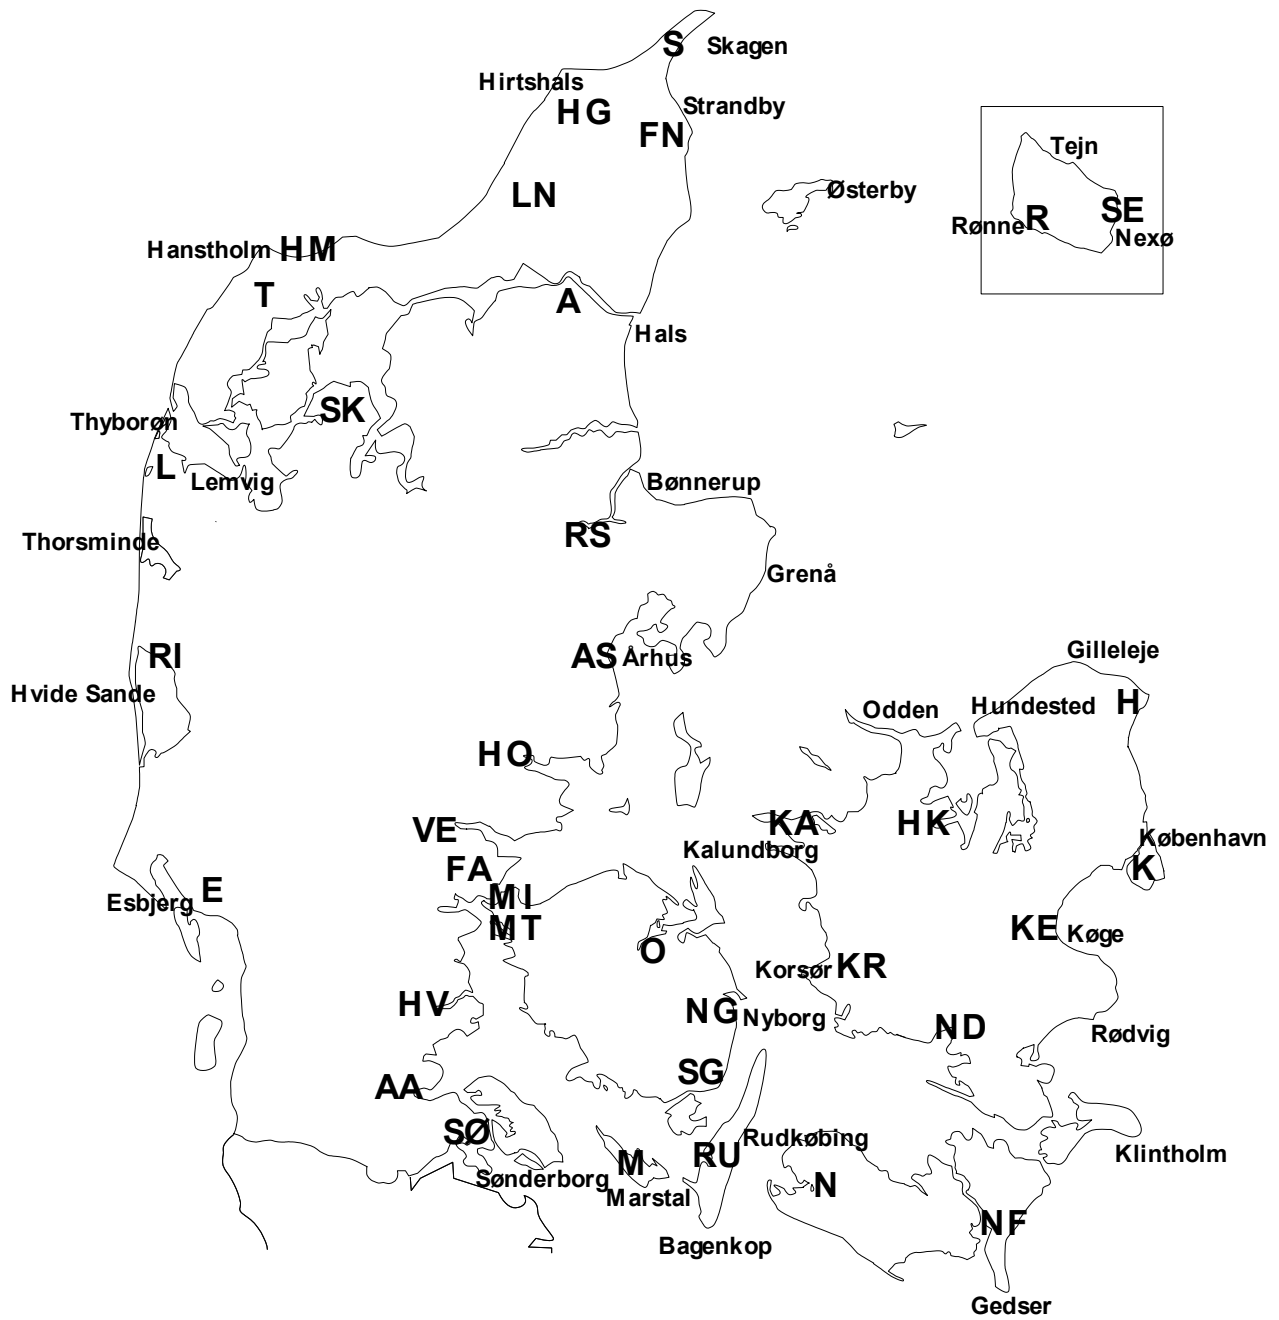 S Skagen
Hirtshals
HG
Strandby
FN
Tejn
Østerby
LN
SE
Rønne R
Nexø
Hanstholm HM
T
A
Hals
SK
Thyborøn
L
Lemvig
Bønnerup
RS
Thorsminde
Grenå
RI
AS Århus
Gilleleje
Hvide Sande
H
Odden
Hundested
HO
VE
KA
HK
København
Kalundborg
FA
K
E
Esbjerg
MI
MT
KE Køge
O
Korsør KR
HV
NG Nyborg
ND
Rødvig
SG
AA
SØ
Rudkøbing
RU
Klintholm
M
Sønderborg
N
Marstal
NF
Bagenkop
Gedser